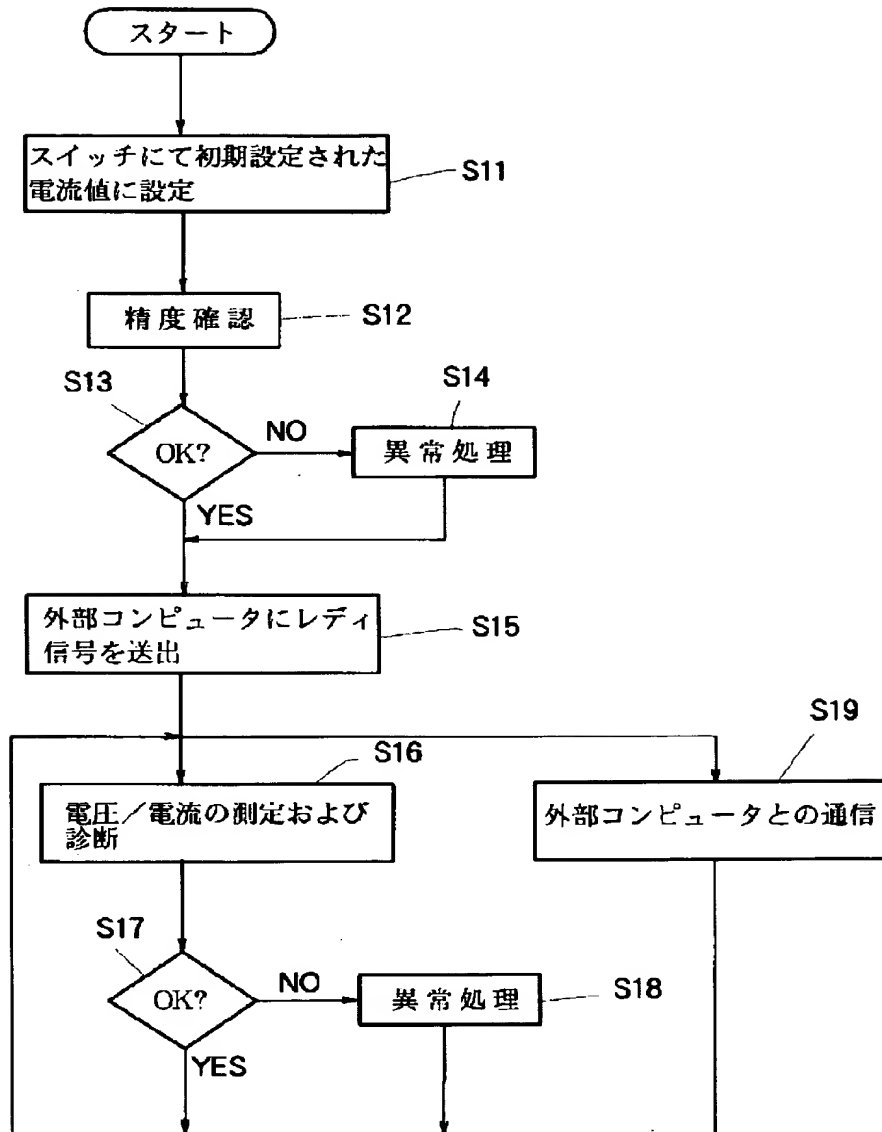 スタート
スイッチにて初期設定された
電流値に設定
S11
精度確認
S12
S13
OK?
NO
S14
異常処理
YES
外部コンピュータにレディ
信号を送出
S15
S16
電圧/電流の測定および
診断
S19
外部コンピュータとの通信
S17
OK?
NO
異常処理
S18
YES